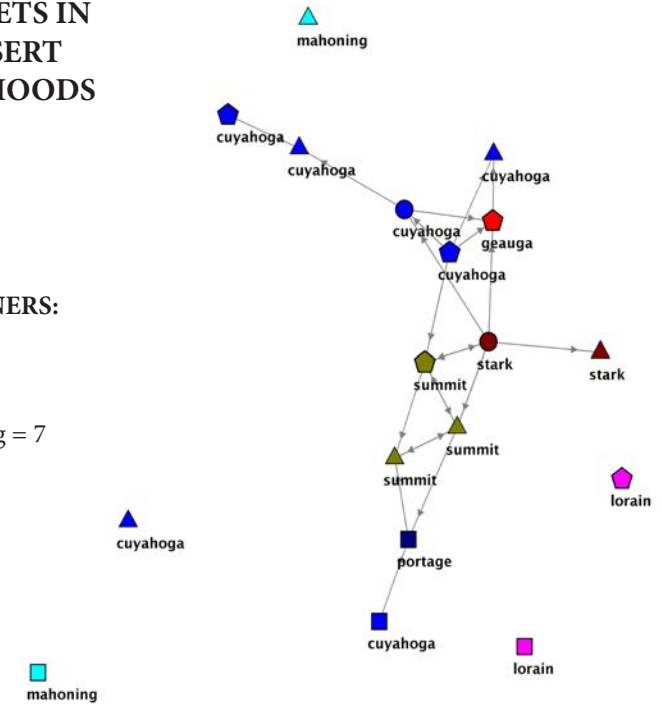 ETS IN
SERT
HOODS
mahoning
cuyahoga
cuyahoga
cuyahoga
cuyahoga
geauga
cuyahoga
NERS:
stark
stark
summit
g = 7
summit
summit
lorain
cuyahoga
portage
cuyahoga
lorain
mahoning